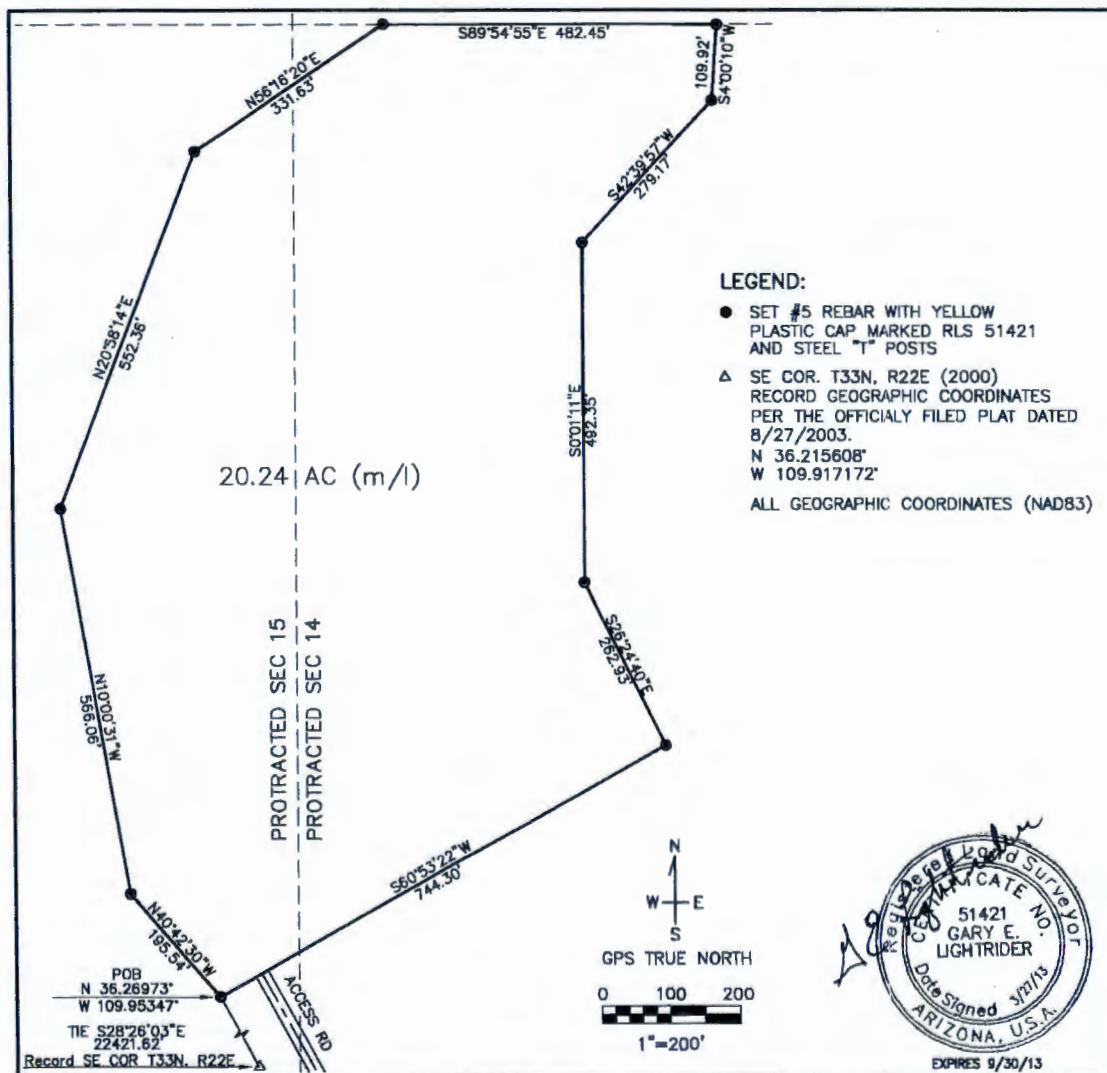 S89°54'55"E 482.45'
109.92'
S4°00'10"W
N56°16'20"E
331.63'
S42°39'57"W
279.17'
N20°58'14"E
552.36'
S0°01'11"E
492.35'
20.24 AC (m/l)
LEGEND:
SET #5 REBAR WITH YELLOW
PLASTIC CAP MARKED RLS 51421
AND STEEL "T" POSTS
SE COR. T33N, R22E (2000)
RECORD GEOGRAPHIC COORDINATES
PER THE OFFICIALY FILED PLAT DATED
8/27/2003.
N 36.215608°
W 109.917172°
ALL GEOGRAPHIC COORDINATES (NAD83)
S26°24'40"E
262.93'
PROTRACTED SEC 15
PROTRACTED SEC 14
N10°00'31"W
566.06'
S60°53'22"W
744.30'
N40°42'30"W
195.54'
POB
N 36.26973°
W 109.95347°
TIE S28°26'03"E
22421.62'
Record SE COR T33N, R22E
ACCESS RD
N
W E
S
GPS TRUE NORTH
0 100 200
1"=200'
Registered Land Surveyor
CERTIFICATE NO.
51421
GARY E.
LIGHTRIDER
Date Signed 3/27/13
ARIZONA, U.S.A.
EXPIRES 9/30/13